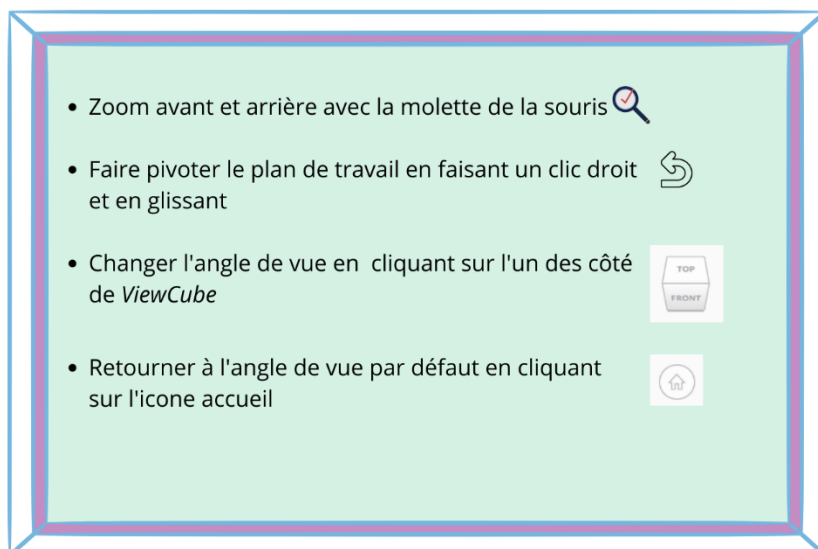 Zoom avant et arrière avec la molette de la souris
Faire pivoter le plan de travail en faisant un clic droit
et en glissant
Changer l'angle de vue en cliquant sur l'un des côté
de ViewCube
TOP
FRONT
Retourner à l'angle de vue par défaut en cliquant
sur l'icone accueil